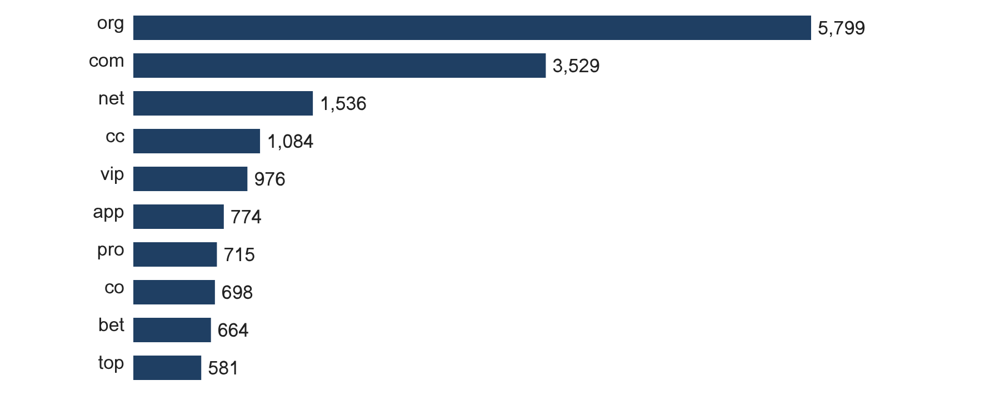 org 5,799
com 3,529
net 1,536
cc 1,084
vip 976
app 774
pro 715
co 698
bet 664
top 581